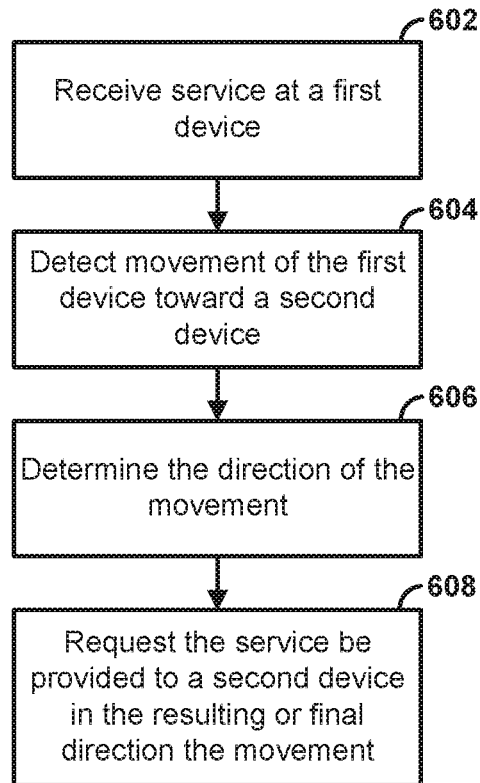 602
Receive service at a first
device
604
Detect movement of the first
device toward a second
device
606
Determine the direction of the
movement
608
Request the service be
provided to a second device
in the resulting or final
direction the movement